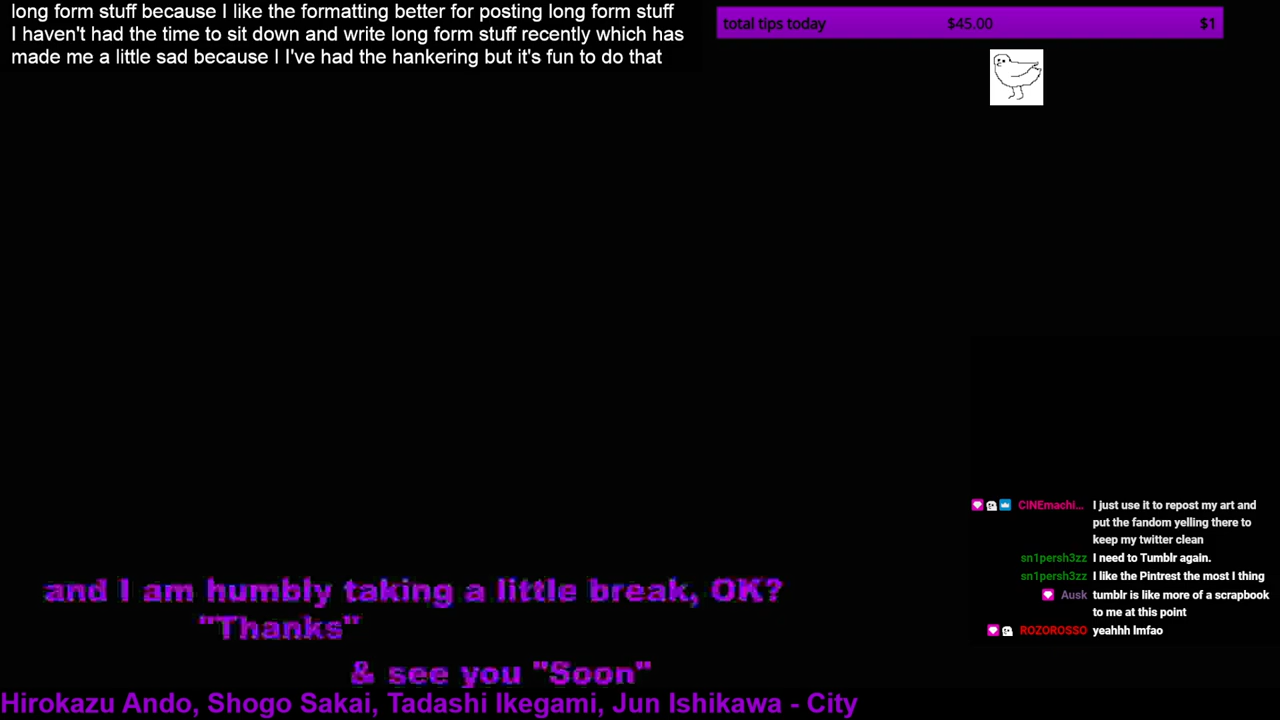 long form stuff because I like the formatting better for posting long form stuff
I haven't had the time to sit down and write long form stuff recently which has
made me a little sad because I I've had the hankering but it's fun to do that
total tips today $45.00 $1
CINEmachi... I just use it to repost my art and
put the fandom yelling there to
keep my twitter clean
sn1persh3zz I need to Tumblr again.
sn1persh3zz I like the Pintrest the most I thing
Ausk tumblr is like more of a scrapbook
to me at this point
ROZOROSSO yeahhh lmfao
and I am humbly taking a little break, OK?
"Thanks"
& see you "Soon"
Hirokazu Ando, Shogo Sakai, Tadashi Ikegami, Jun Ishikawa - City